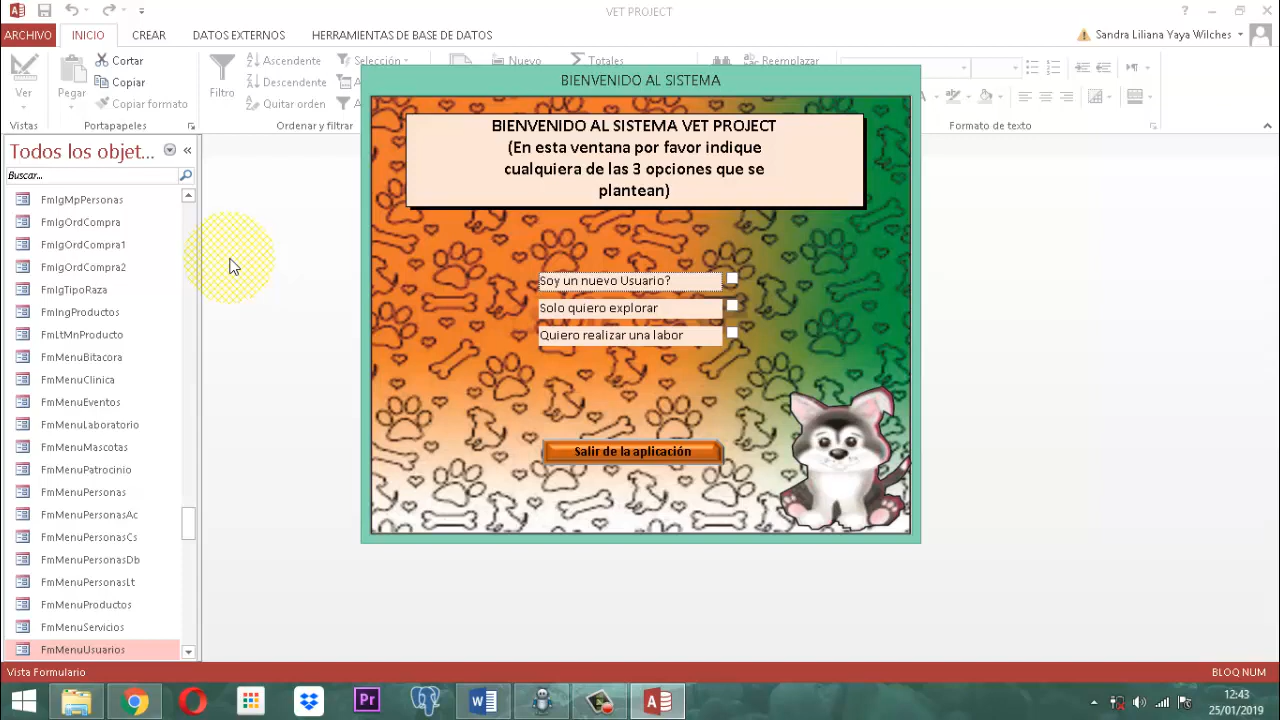 VET PROJECT
ARCHIVO INICIO CREAR DATOS EXTERNOS HERRAMIENTAS DE BASE DE DATOS Sandra Liliana Yaya Wilches
Ver
Vistas
Pegar
Cortar
Copiar
Copiar formato
Portapapeles
Filtro
Ascendente
Descendente
Quitar or
Selección
Ordenar y filtrar
Nuevo
Totales
Reemplazar
Formato de texto
Todos los objet...
Buscar...
FmIgMpPersonas
FmIgOrdCompra
FmIgOrdCompra1
FmIgOrdCompra2
FmIgTipoRaza
FmIngProductos
FmLtMnProducto
FmMenuBitacora
FmMenuClinica
FmMenuEventos
FmMenuLaboratorio
FmMenuMascotas
FmMenuPatrocinio
FmMenuPersonas
FmMenuPersonasAc
FmMenuPersonasCs
FmMenuPersonasDb
FmMenuPersonasLt
FmMenuProductos
FmMenuServicios
FmMenuUsuarios
BIENVENIDO AL SISTEMA
BIENVENIDO AL SISTEMA VET PROJECT
(En esta ventana por favor indique
cualquiera de las 3 opciones que se
plantean)
Soy un nuevo Usuario?
Solo quiero explorar
Quiero realizar una labor
Salir de la aplicación
Vista Formulario
BLOQ NUM
Pr
12:43
25/01/2019